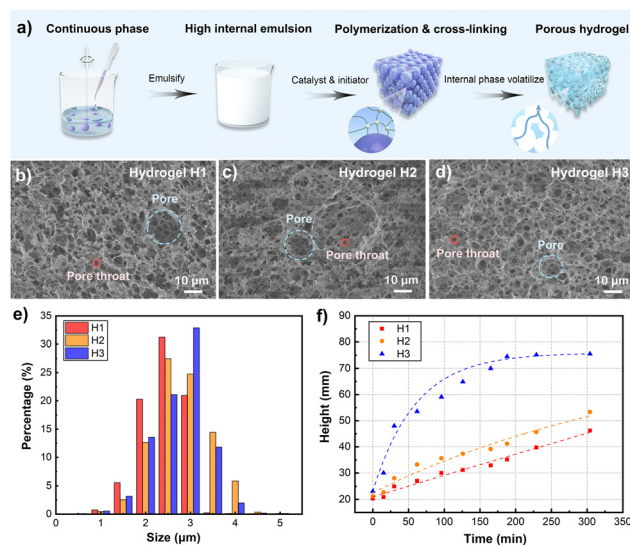 a)
Continuous phase
High internal emulsion
Polymerization & cross-linking
Porous hydrogel
Emulsify
Catalyst & initiator
Internal phase volatilize
b)
Hydrogel H1
Pore
Pore throat
10 μm
c)
Hydrogel H2
Pore
Pore throat
10 μm
d)
Hydrogel H3
Pore throat
Pore
10 μm
e)
H1
H2
H3
Percentage (%)
35
30
25
20
15
10
5
0
0 1 2 3 4 5
Size (μm)
f)
H1
H2
H3
Height (mm)
90
80
70
60
50
40
30
20
0 50 100 150 200 250 300 350
Time (min)